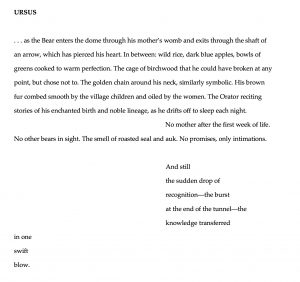 URSUS
. . . as the Bear enters the dome through his mother's womb and exits through the shaft of
an arrow, which has pierced his heart. In between: wild rice, dark blue apples, bowls of
greens cooked to warm perfection. The cage of birchwood that he could have broken at any
point, but chose not to. The golden chain around his neck, similarly symbolic. His brown
fur combed smooth by the village children and oiled by the women. The Orator reciting
stories of his enchanted birth and noble lineage, as he drifts off to sleep each night.
No mother after the first week of life.
No other bears in sight. The smell of roasted seal and auk. No promises, only intimations.
And still
the sudden drop of
recognition—the burst
at the end of the tunnel—the
knowledge transferred
in one
swift
blow.